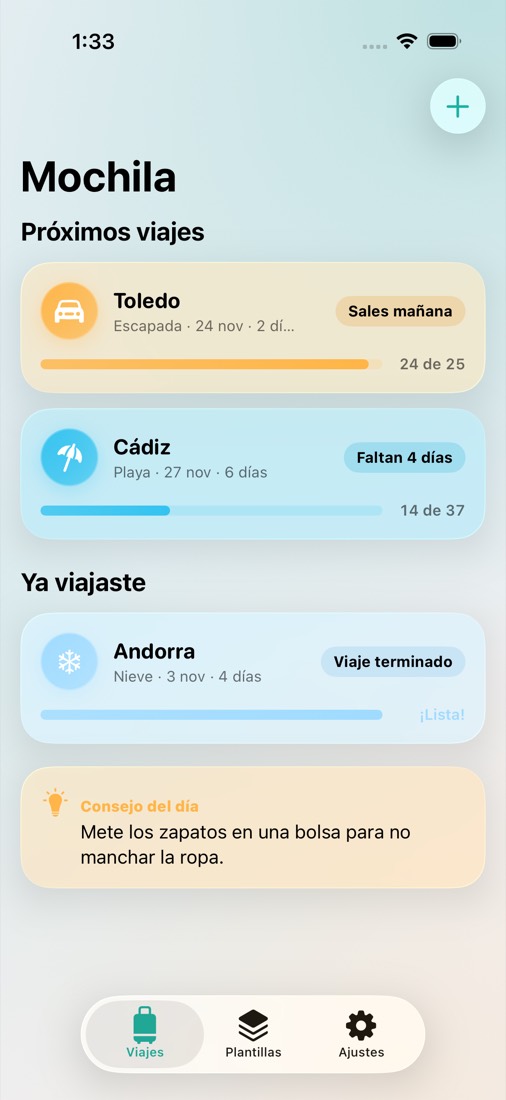 1:33
Mochila
Próximos viajes
Toledo
Sales mañana
Escapada · 24 nov · 2 dí...
24 de 25
Cádiz
Faltan 4 días
Playa · 27 nov · 6 días
14 de 37
Ya viajaste
Andorra
Viaje terminado
Nieve · 3 nov · 4 días
¡Lista!
Consejo del día
Mete los zapatos en una bolsa para no
manchar la ropa.
Viajes
Plantillas
Ajustes